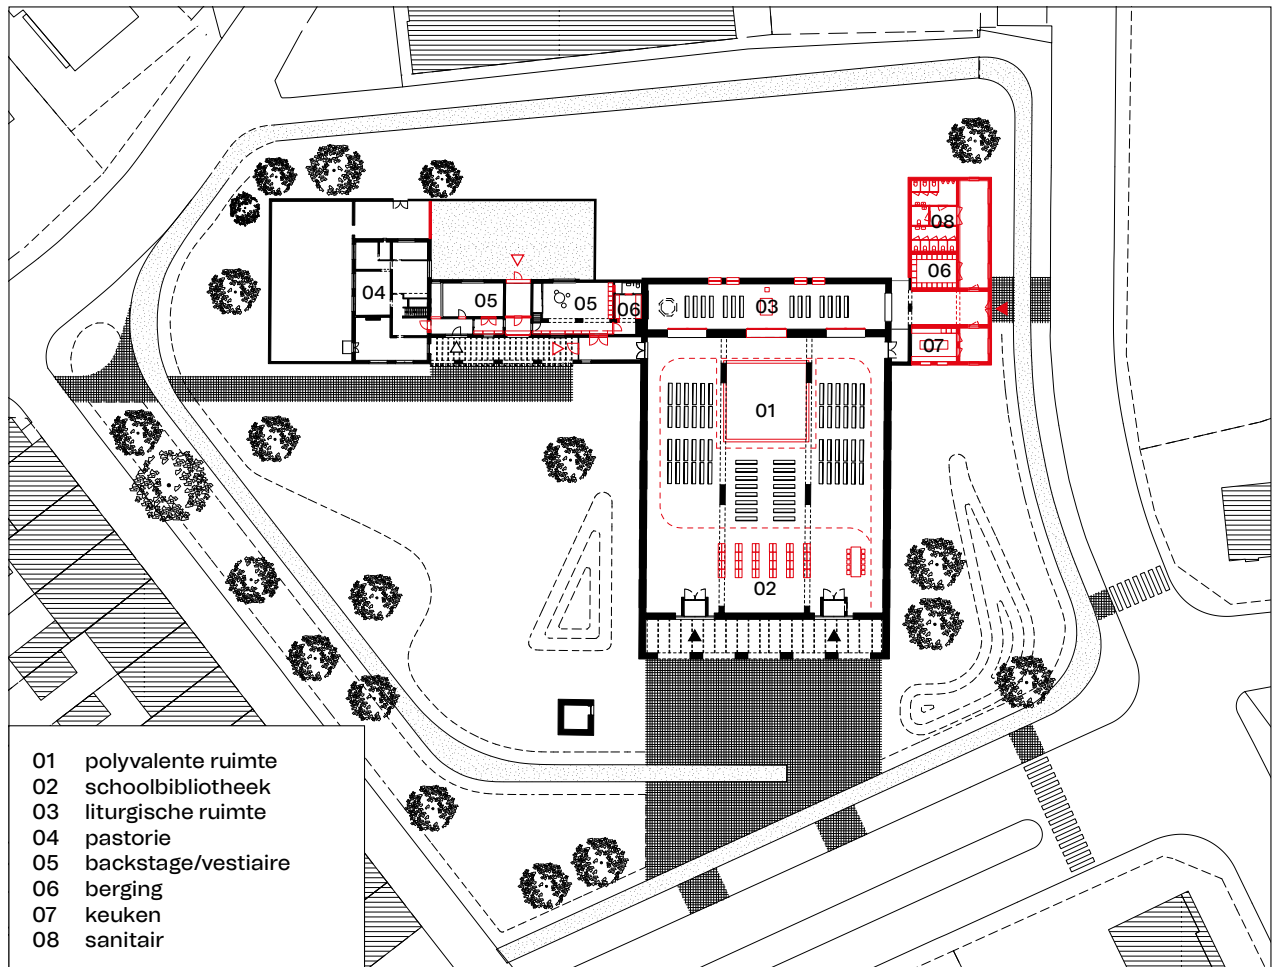 08
06
04
05
05
06
03
07
01
02
01 polyvalente ruimte
02 schoolbibliotheek
03 liturgische ruimte
04 pastorie
05 backstage/vestiaire
06 berging
07 keuken
08 sanitair